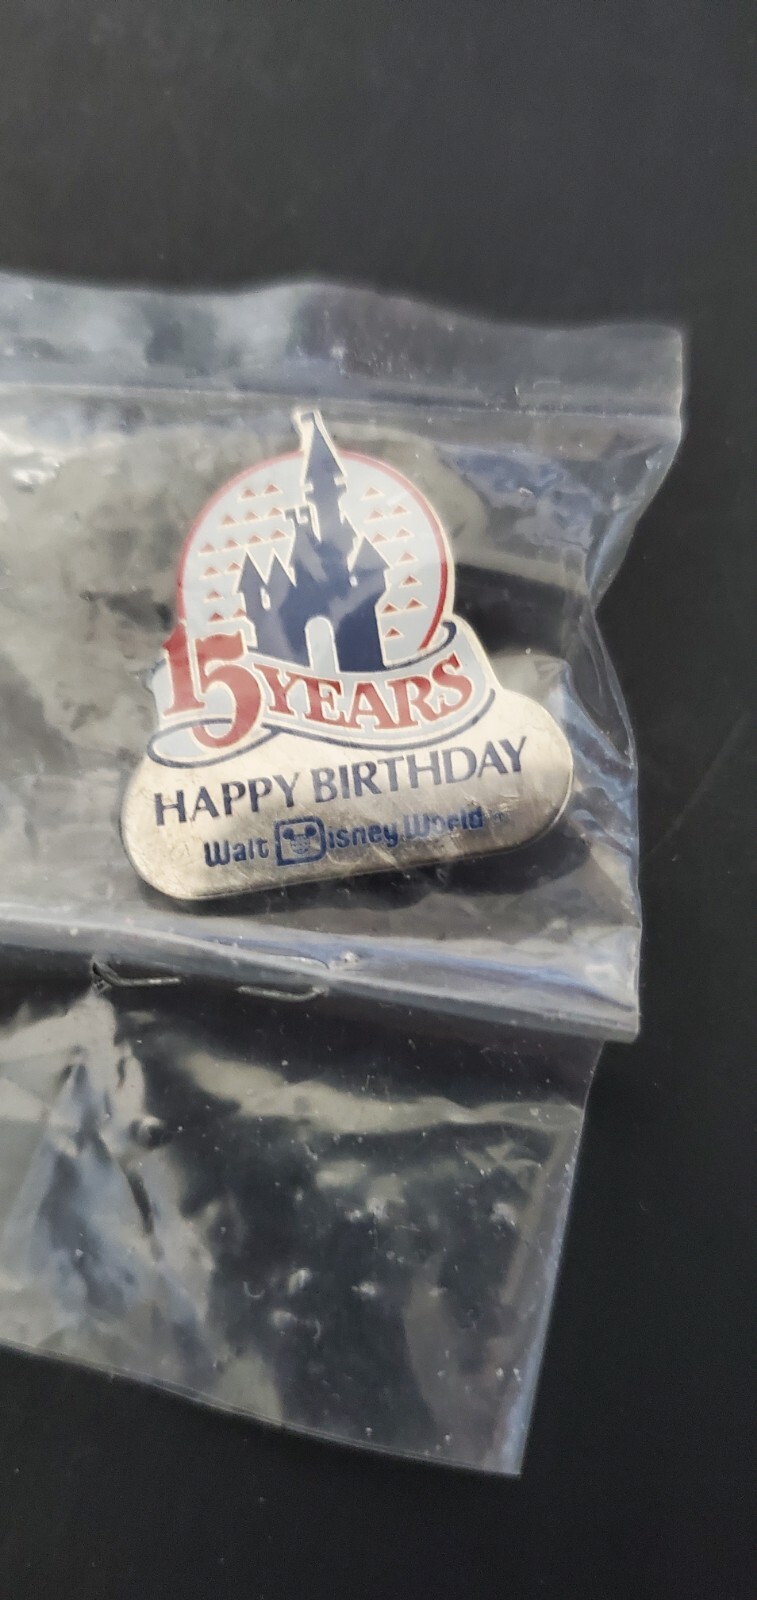 15 YEARS
HAPPY BIRTHDAY
Walt Disney World